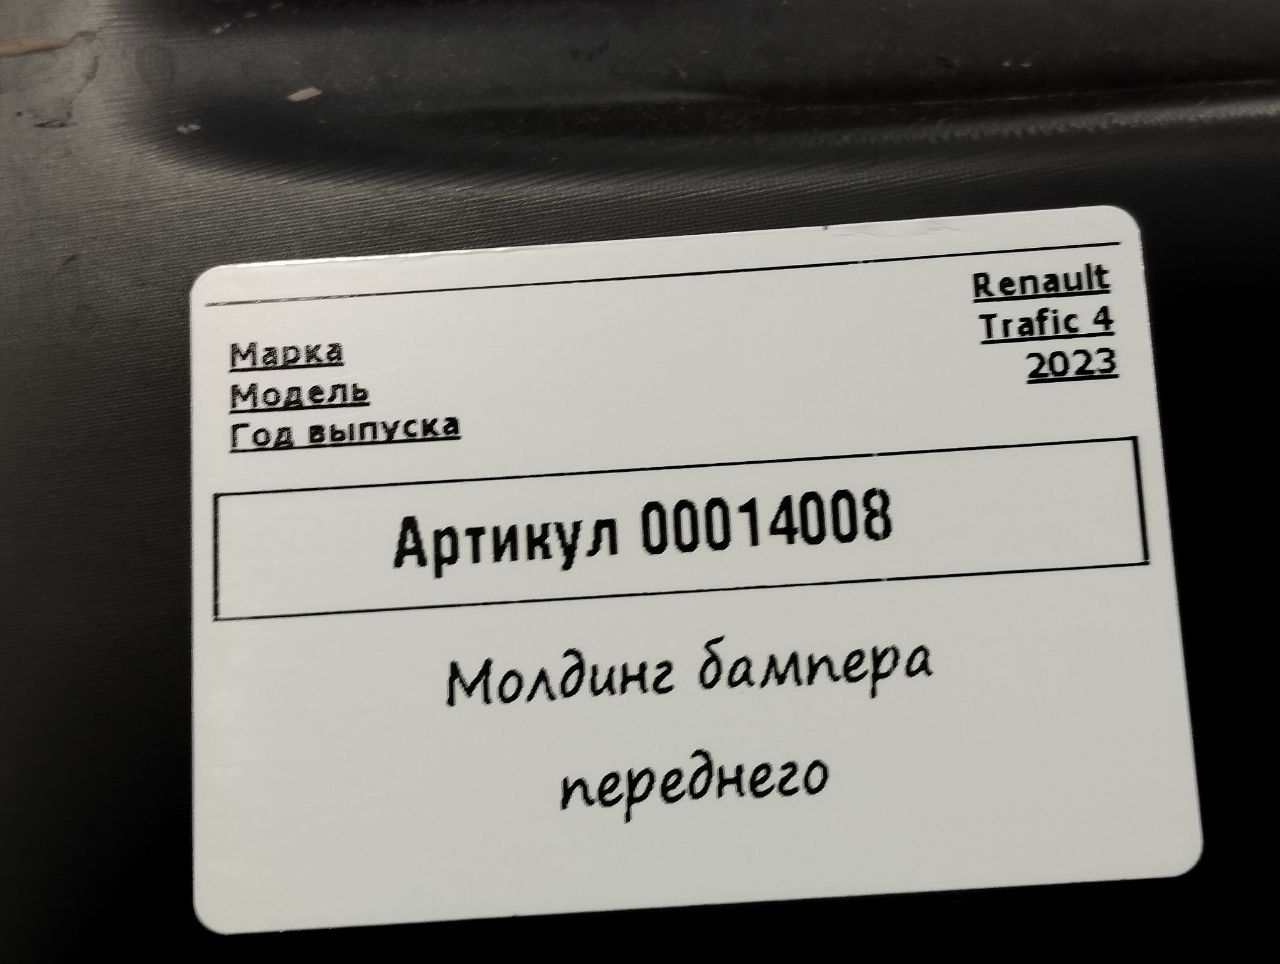 Марка Renault
Модель Trafic 4
Год выпуска 2023
Артикул 00014008
Молдинг бампера
переднего